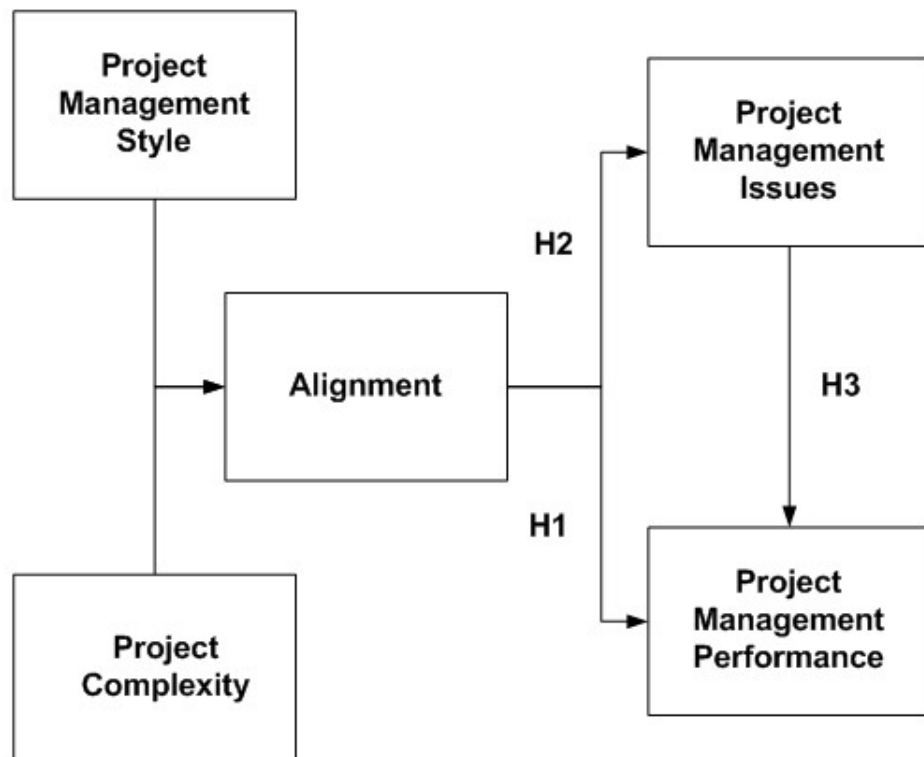 Project
Management
Style
Project
Management
Issues
H2
Alignment
H3
H1
Project
Management
Performance
Project
Complexity